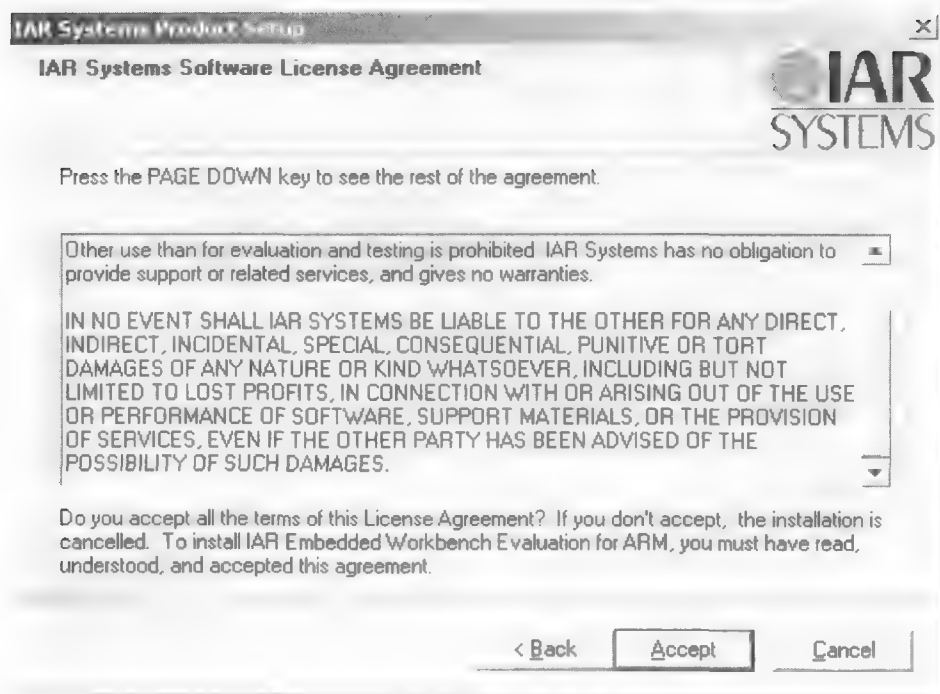 IAR Systems Product Setup
IAR Systems Software License Agreement
IAR
SYSTEMS
Press the PAGE DOWN key to see the rest of the agreement.
Other use than for evaluation and testing is prohibited IAR Systems has no obligation to
provide support or related services, and gives no warranties.
IN NO EVENT SHALL IAR SYSTEMS BE LIABLE TO THE OTHER FOR ANY DIRECT,
INDIRECT, INCIDENTAL, SPECIAL, CONSEQUENTIAL, PUNITIVE OR TORT
DAMAGES OF ANY NATURE OR KIND WHATSOEVER, INCLUDING BUT NOT
LIMITED TO LOST PROFITS, IN CONNECTION WITH OR ARISING OUT OF THE USE
OR PERFORMANCE OF SOFTWARE, SUPPORT MATERIALS, OR THE PROVISION
OF SERVICES, EVEN IF THE OTHER PARTY HAS BEEN ADVISED OF THE
POSSIBILITY OF SUCH DAMAGES.
Do you accept all the terms of this License Agreement? If you don't accept, the installation is
cancelled. To install IAR Embedded Workbench Evaluation for ARM, you must have read,
understood, and accepted this agreement.
< Back Accept Cancel